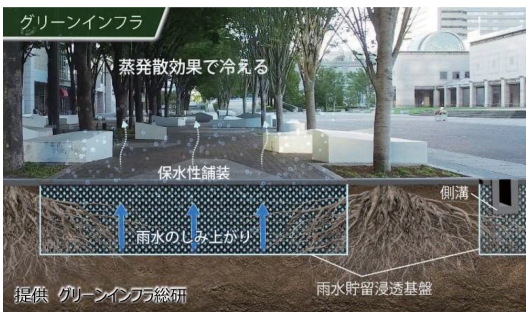 グリーンインフラ
蒸発散効果で冷える
保水性舗装
側溝
雨水のしみ上がり
雨水貯留浸透基盤
提供 グリーンインフラ総研